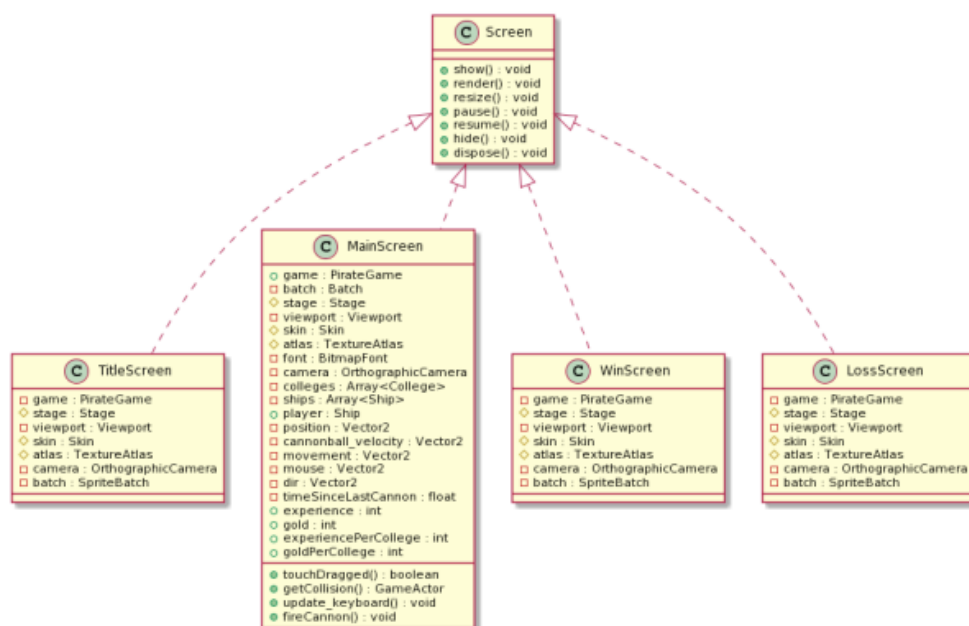 C Screen
show() : void
render() : void
resize() : void
pause() : void
resume() : void
hide() : void
dispose() : void
C MainScreen
game : PirateGame
batch : Batch
stage : Stage
viewport : Viewport
skin : Skin
atlas : TextureAtlas
font : BitmapFont
camera : OrthographicCamera
colleges : Array<College>
ships : Array<Ship>
player : Ship
position : Vector2
cannonball_velocity : Vector2
movement : Vector2
mouse : Vector2
dir : Vector2
timeSinceLastCannon : float
experience : int
gold : int
experiencePerCollege : int
goldPerCollege : int
touchDragged() : boolean
getCollision() : GameActor
update_keyboard() : void
fireCannon() : void
C TitleScreen
game : PirateGame
stage : Stage
viewport : Viewport
skin : Skin
atlas : TextureAtlas
camera : OrthographicCamera
batch : SpriteBatch
C WinScreen
game : PirateGame
stage : Stage
viewport : Viewport
skin : Skin
atlas : TextureAtlas
camera : OrthographicCamera
batch : SpriteBatch
C LossScreen
game : PirateGame
stage : Stage
viewport : Viewport
skin : Skin
atlas : TextureAtlas
camera : OrthographicCamera
batch : SpriteBatch